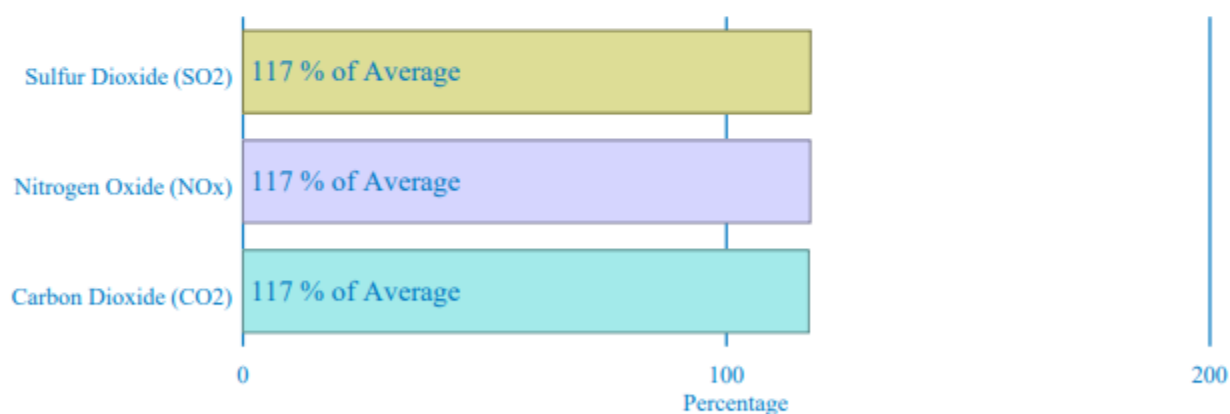 Sulfur Dioxide (SO2) 117 % of Average
Nitrogen Oxide (NOx) 117 % of Average
Carbon Dioxide (CO2) 117 % of Average
0 100 200
Percentage